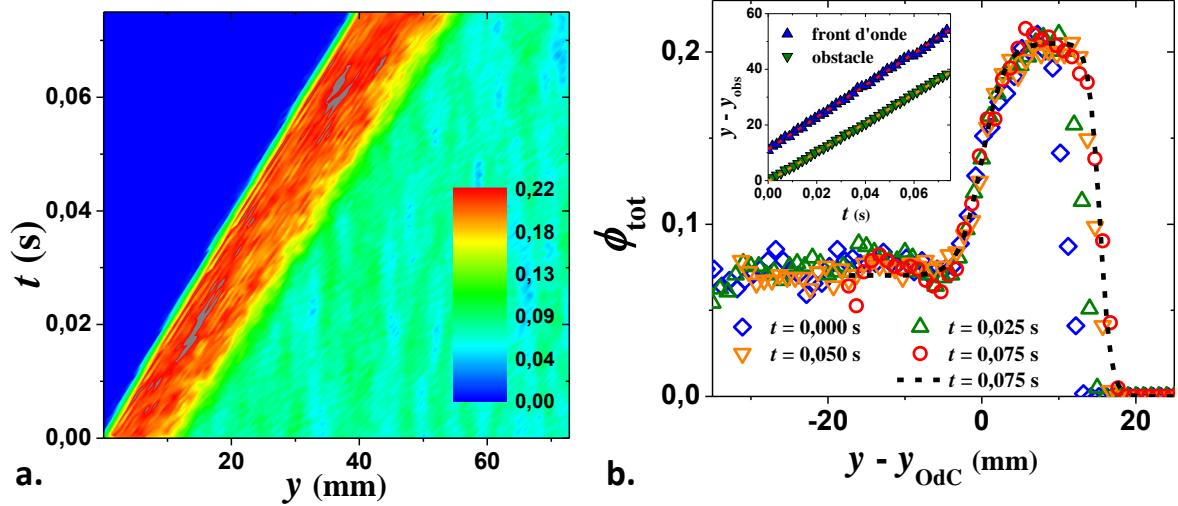 0,06
0,04
0,02
0,00
t (s)
0,22
0,18
0,13
0,09
0,04
0,00
20
40
60
y (mm)
a.
0,2
0,1
0,0
ϕtot
60
40
20
0
y - yobs
front d'onde
obstacle
0,00
0,02
0,04
0,06
t (s)
t = 0,000 s
t = 0,025 s
t = 0,050 s
t = 0,075 s
t = 0,075 s
-20
0
20
y - yOdC (mm)
b.